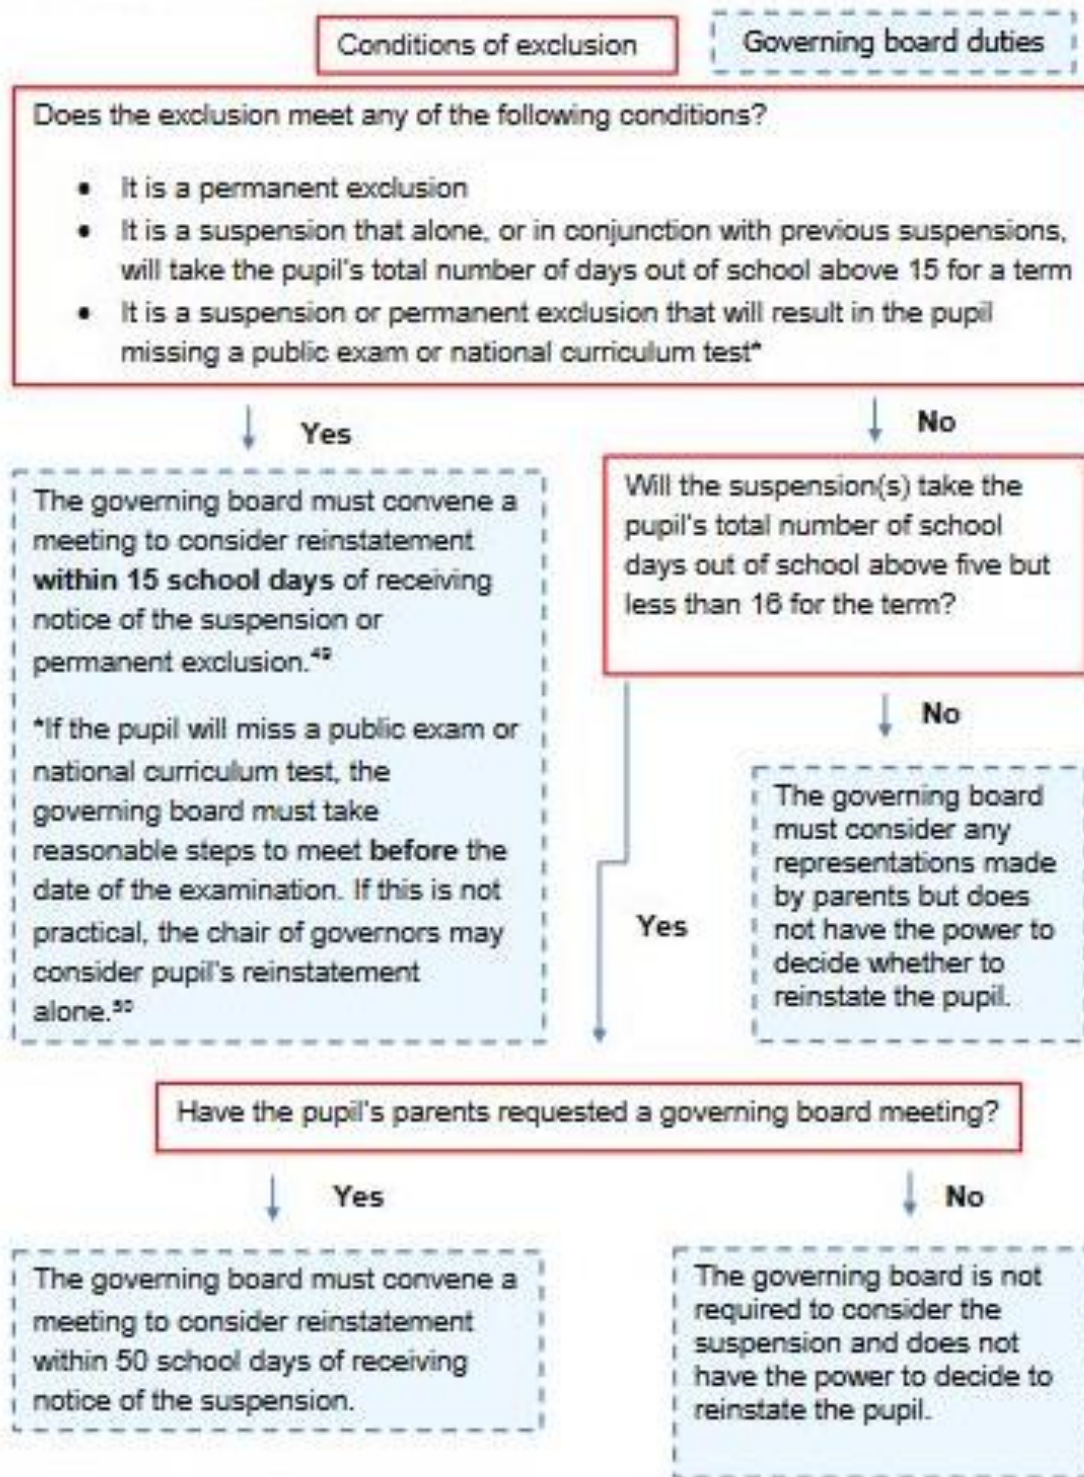 Conditions of exclusion
Governing board duties
Does the exclusion meet any of the following conditions?
• It is a permanent exclusion
• It is a suspension that alone, or in conjunction with previous suspensions,
will take the pupil's total number of days out of school above 15 for a term
• It is a suspension or permanent exclusion that will result in the pupil
missing a public exam or national curriculum test*
Yes
No
The governing board must convene a
meeting to consider reinstatement
within 15 school days of receiving
notice of the suspension or
permanent exclusion.⁴⁹
*If the pupil will miss a public exam or
national curriculum test, the
governing board must take
reasonable steps to meet before the
date of the examination. If this is not
practical, the chair of governors may
consider pupil's reinstatement
alone.⁵⁰
Will the suspension(s) take the
pupil's total number of school
days out of school above five but
less than 16 for the term?
No
The governing board
must consider any
representations made
by parents but does
not have the power to
decide whether to
reinstate the pupil.
Yes
Have the pupil's parents requested a governing board meeting?
Yes
No
The governing board must convene a
meeting to consider reinstatement
within 50 school days of receiving
notice of the suspension.
The governing board is not
required to consider the
suspension and does not
have the power to decide to
reinstate the pupil.